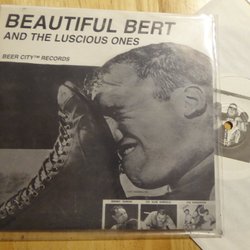 BEAUTIFUL BERT
AND THE LUSCIOUS ONES
BEER CITY™ RECORDS